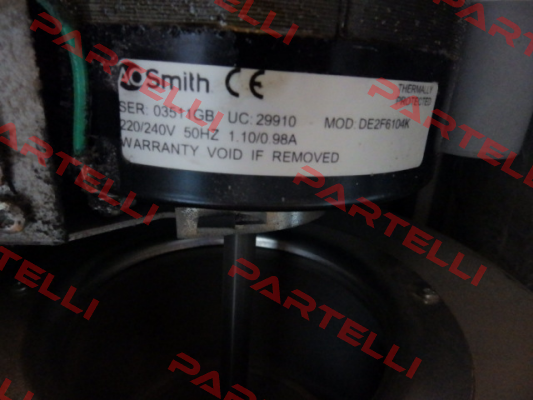 AOSmith CE
THERMALLY
PROTECTED
SER: 03511GB UC: 29910 MOD: DE2F6104K
220/240V 50HZ 1.10/0.98A
WARRANTY VOID IF REMOVED
PARTELLI
PARTELLI
PARTELLI
PARTELLI
PARTELLI
PARTELLI
PARTELLI